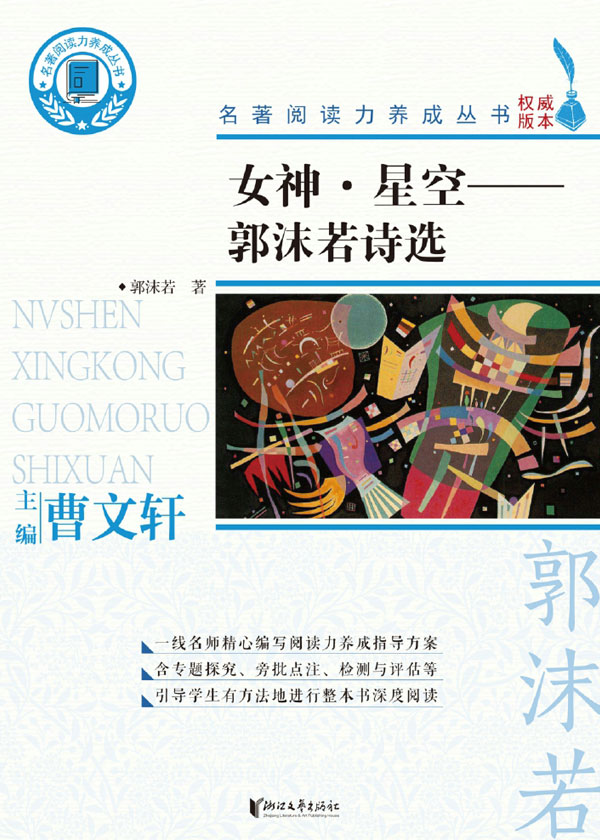 名著阅读力养成丛书
名著阅读力养成丛书
权威
版本
女神·星空——
郭沫若诗选
郭沫若 著
NVSHEN
XINGKONG
GUOMORUO
SHIXUAN
主编
曹文轩
郭沫若
一线名师精心编写阅读力养成指导方案
含专题探究、旁批点注、检测与评估等
引导学生有方法地进行整本书深度阅读
浙江文艺出版社
Zhejiang Literature & Art Publishing House